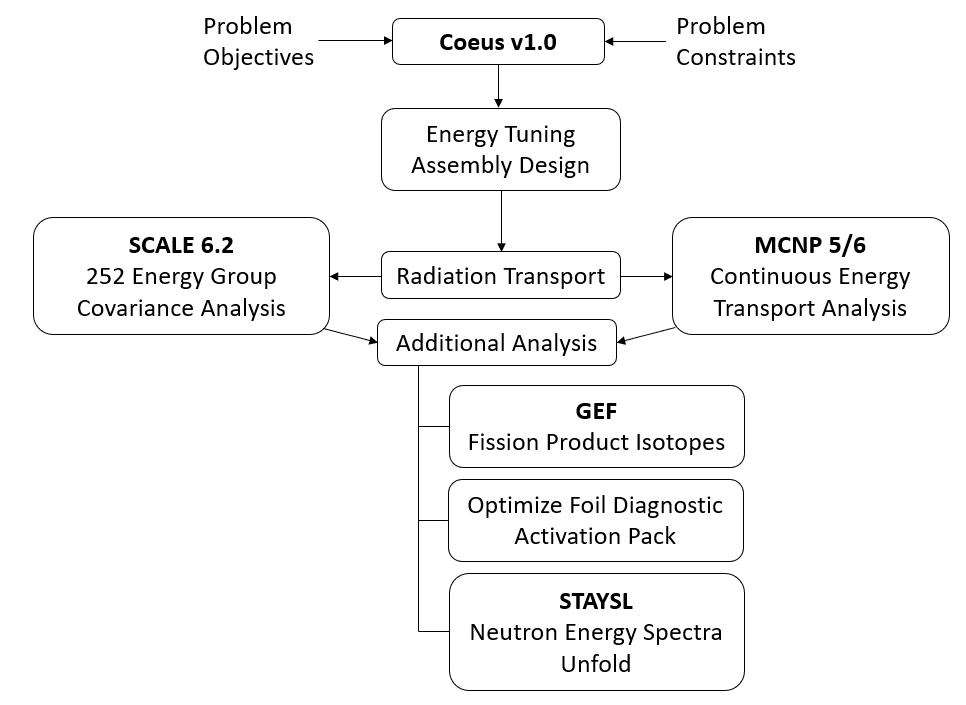 Problem
Objectives
Coeus v1.0
Problem
Constraints
Energy Tuning
Assembly Design
SCALE 6.2
252 Energy Group
Covariance Analysis
Radiation Transport
MCNP 5/6
Continuous Energy
Transport Analysis
Additional Analysis
GEF
Fission Product Isotopes
Optimize Foil Diagnostic
Activation Pack
STAYSL
Neutron Energy Spectra
Unfold